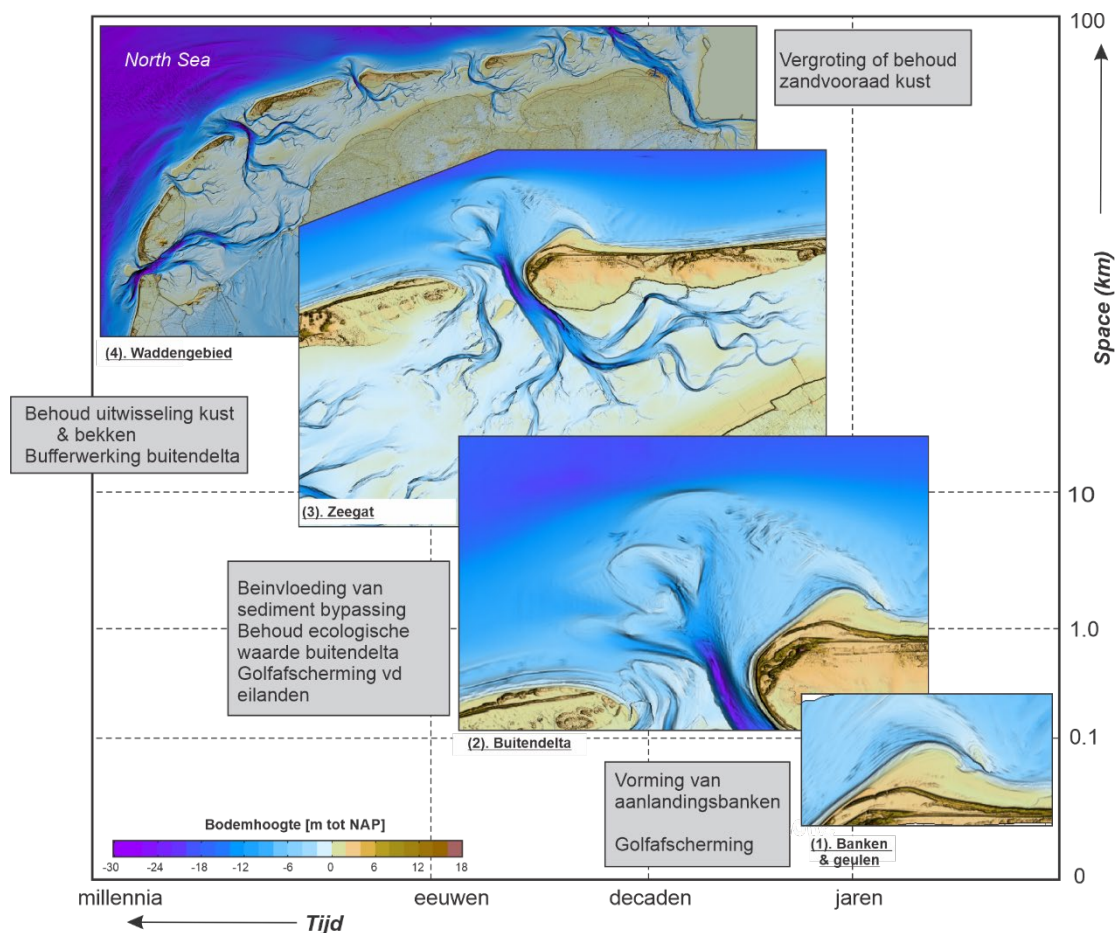 North Sea
Vergroting of behoud
zandvooraad kust
100
Space (km)
(4). Waddengebied
Behoud uitwisseling kust
& bekken
Bufferwerking buitendelta
10
(3). Zeegat
Beinvloeding van
sediment bypassing
Behoud ecologische
waarde buitendelta
Golfafscherming vd
eilanden
1.0
(2). Buitendelta
0.1
Vorming van
aanlandingsbanken
Golfafscherming
(1). Banken
& geulen
Bodemhoogte [m tot NAP]
-30 -24 -18 -12 -6 0 6 12 18
0
millennia eeuwen decaden jaren
Tijd